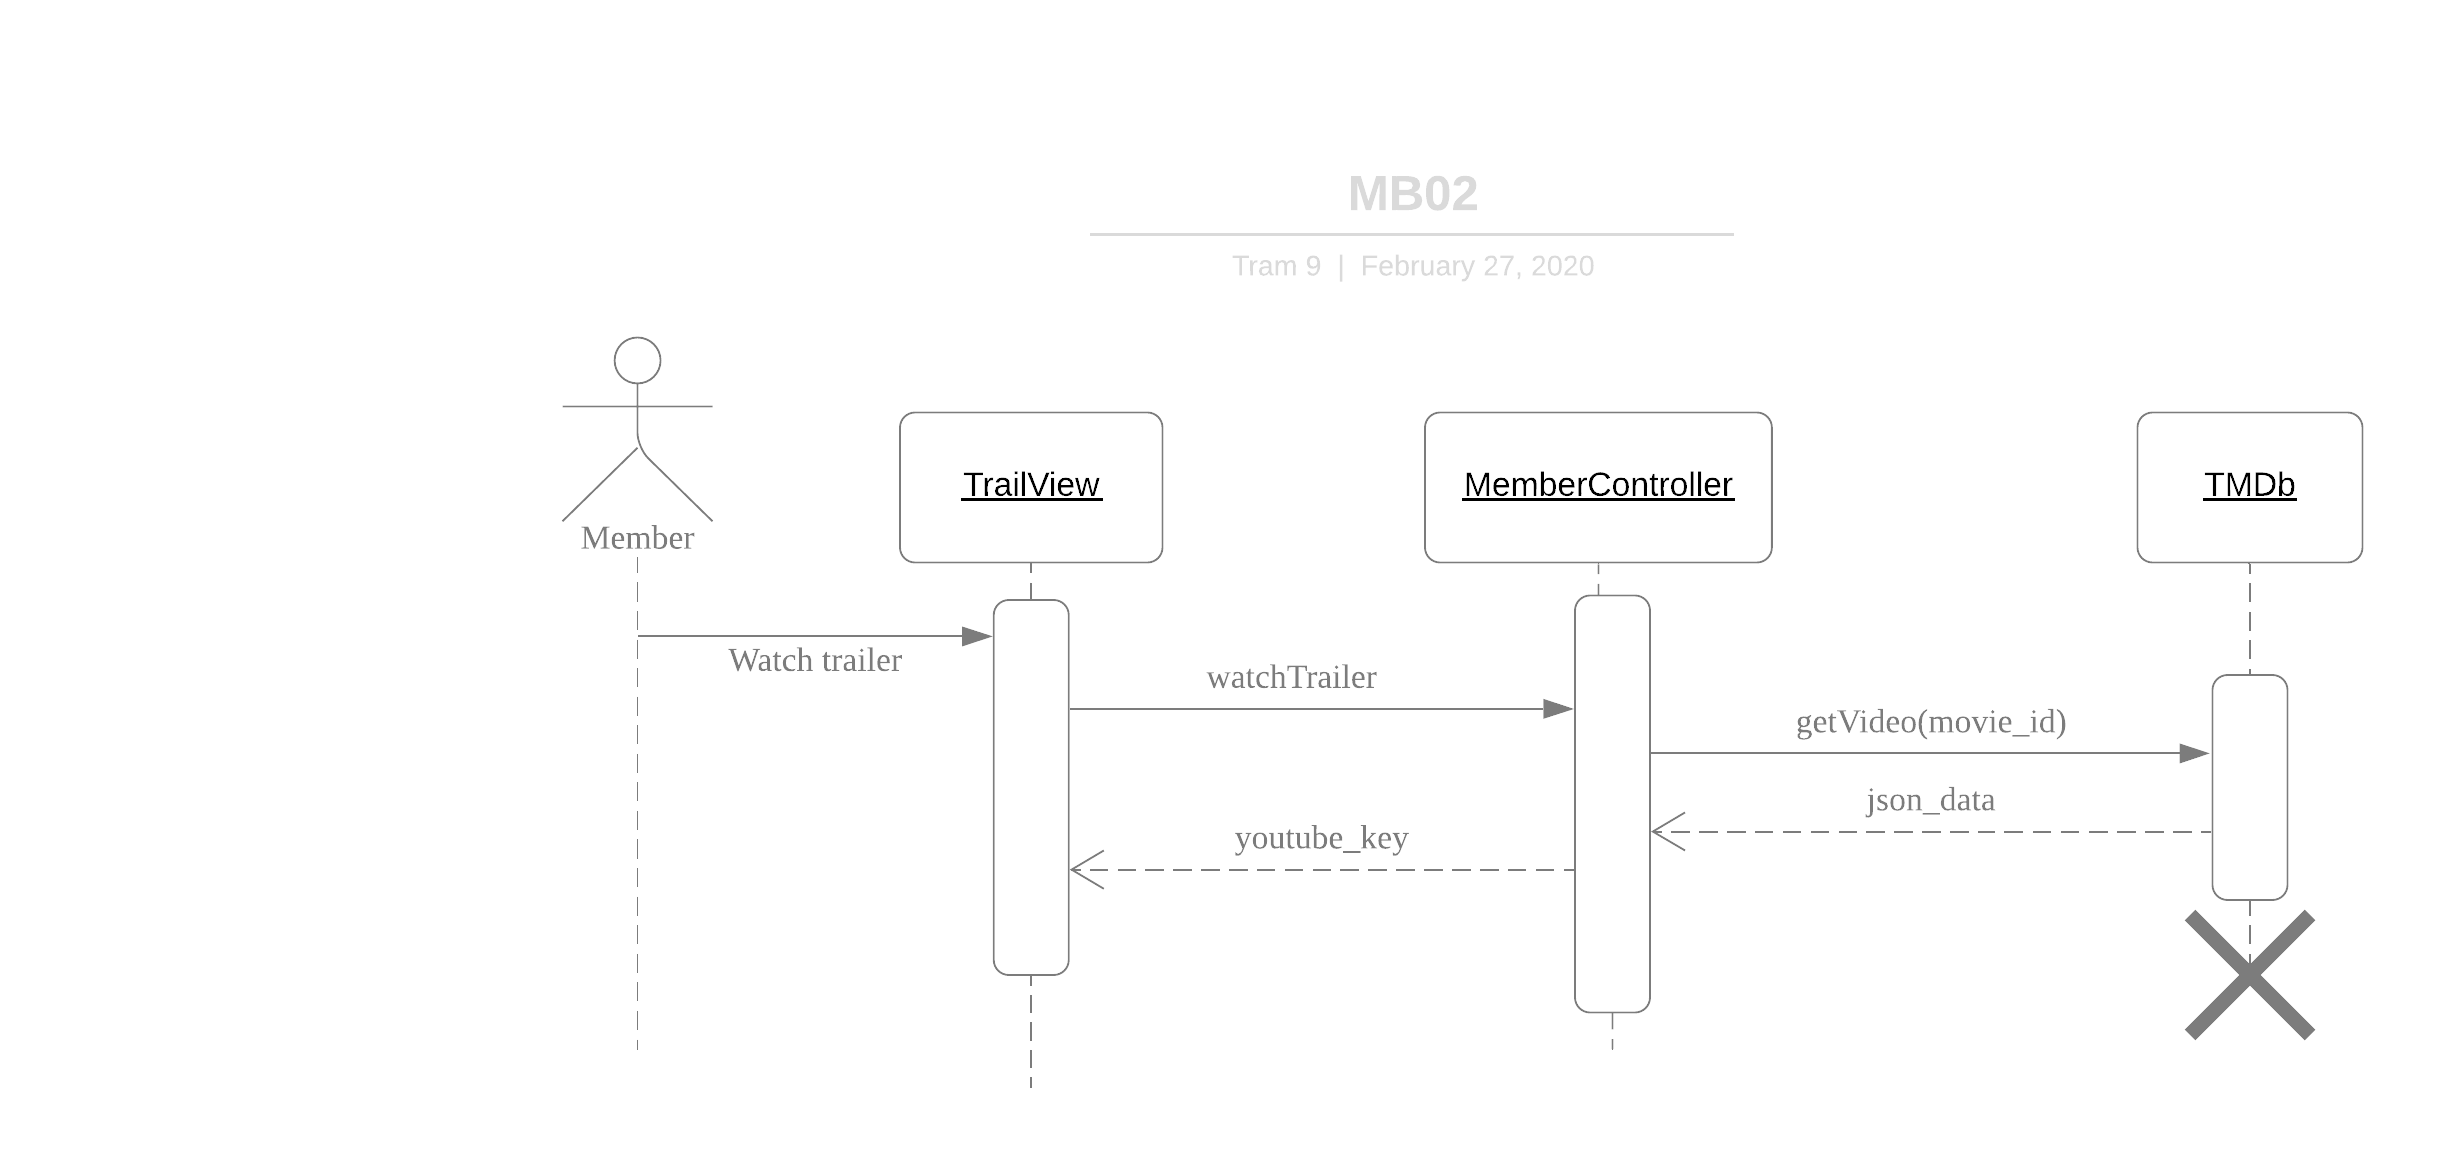 MB02
Tram 9 | February 27, 2020
Member
TrailView
MemberController
TMDb
Watch trailer
watchTrailer
getVideo(movie_id)
json_data
youtube_key